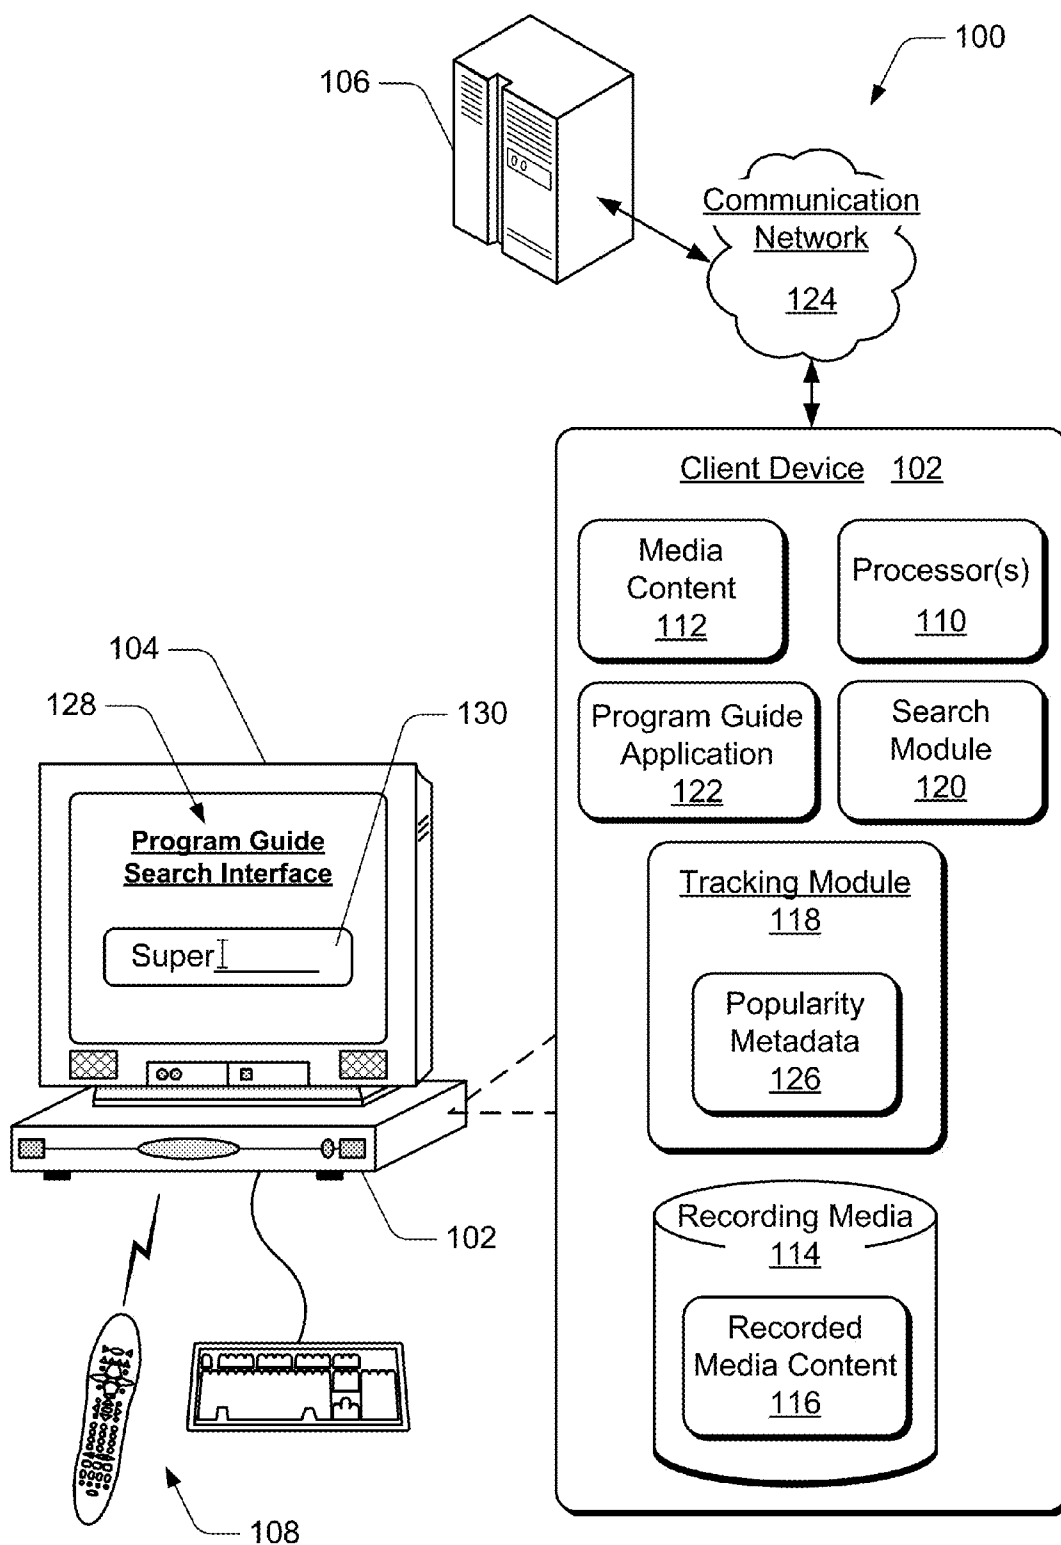 100
106
Communication
Network
124
Client Device 102
Media
Content
112
Processor(s)
110
Program Guide
Application
122
Search
Module
120
Tracking Module
118
Popularity
Metadata
126
Recording Media
114
Recorded
Media Content
116
104
128
130
Program Guide
Search Interface
Super
102
108